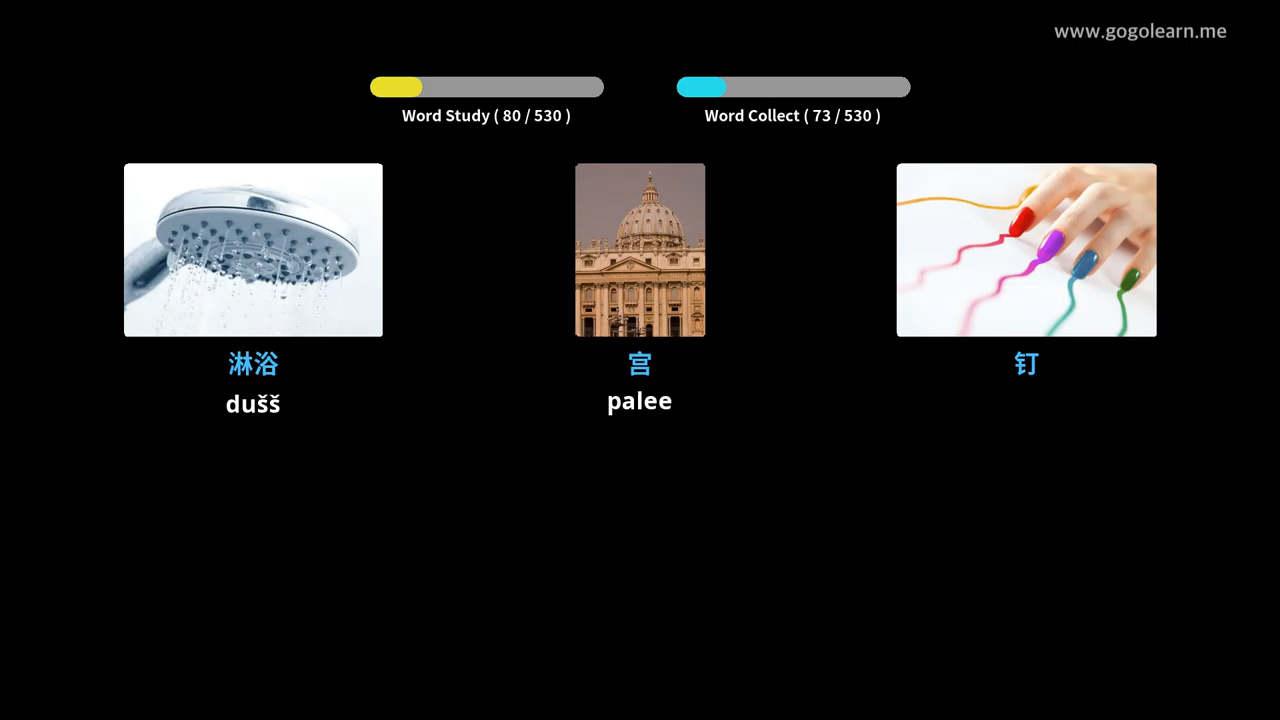 www.gogolearn.me
Word Study ( 80 / 530 )
Word Collect ( 73 / 530 )
淋浴
宫
钉
dušš
palee